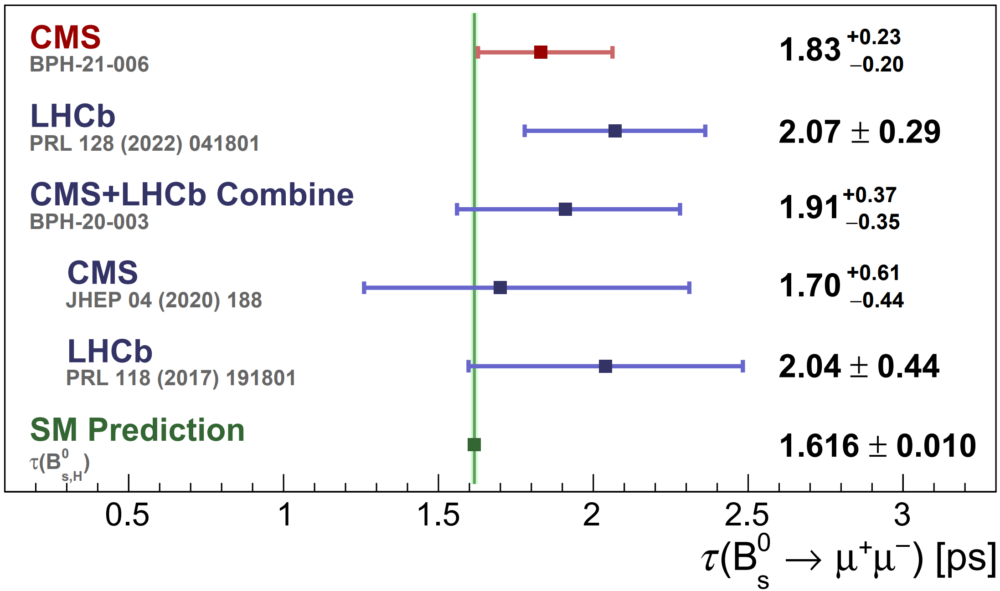 CMS
BPH-21-006
1.83 +0.23 −0.20
LHCb
PRL 128 (2022) 041801
2.07 ± 0.29
CMS+LHCb Combine
BPH-20-003
1.91 +0.37 −0.35
CMS
JHEP 04 (2020) 188
1.70 +0.61 −0.44
LHCb
PRL 118 (2017) 191801
2.04 ± 0.44
SM Prediction
τ(B⁰s,H)
1.616 ± 0.010
0.5 1 1.5 2 2.5 3
τ(B⁰s → μ⁺μ⁻) [ps]